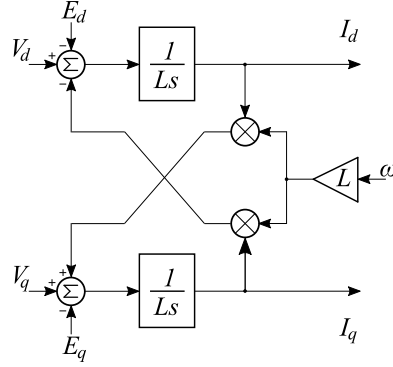 E_d
I_d
V_d + − − Σ
1
Ls
L ω
V_q + + − Σ
1
Ls
E_q
I_q